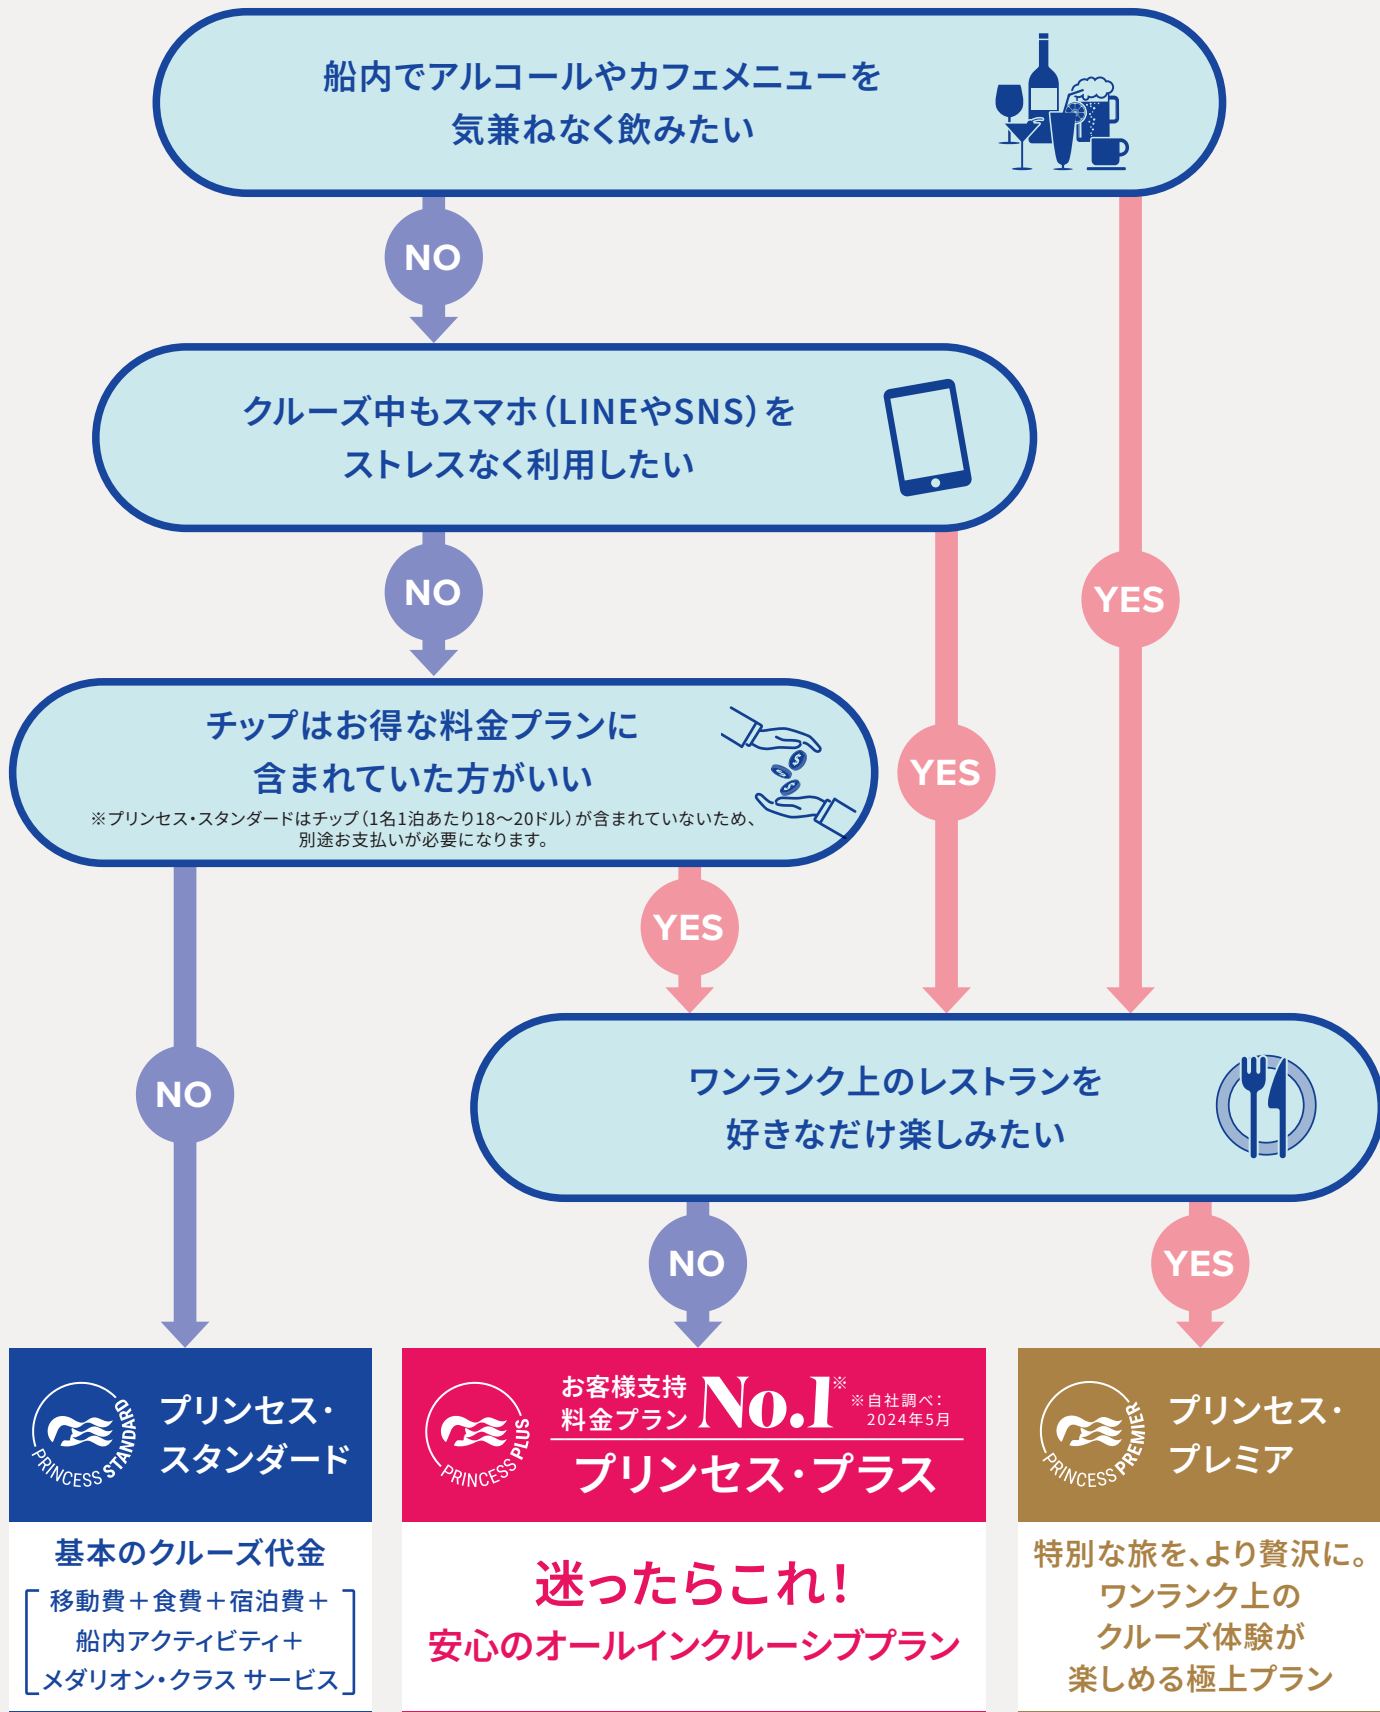 船内でアルコールやカフェメニューを
気兼ねなく飲みたい
NO
クルーズ中もスマホ（LINEやSNS）を
ストレスなく利用したい
NO
YES
チップはお得な料金プランに
含まれていた方がいい
※プリンセス・スタンダードはチップ（1名1泊あたり18〜20ドル）が含まれていないため、
別途お支払いが必要になります。
YES
YES
NO
ワンランク上のレストランを
好きなだけ楽しみたい
NO
YES
PRINCESS STANDARD
プリンセス・
スタンダード
基本のクルーズ代金
移動費＋食費＋宿泊費＋
船内アクティビティ＋
メダリオン・クラス サービス
PRINCESS PLUS
お客様支持
料金プラン
No.1※
※自社調べ：
2024年5月
プリンセス・プラス
迷ったらこれ！
安心のオールインクルーシブプラン
PRINCESS PREMIER
プリンセス・
プレミア
特別な旅を、より贅沢に。
ワンランク上の
クルーズ体験が
楽しめる極上プラン